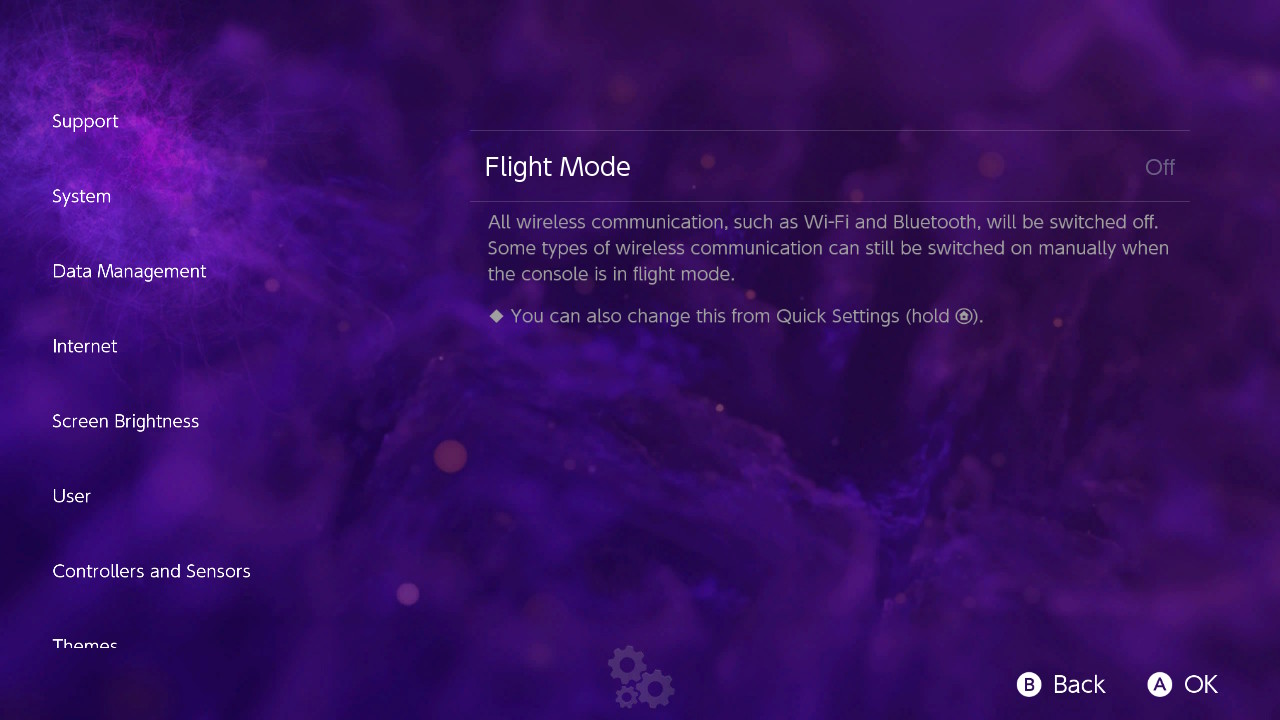 Support
System
Data Management
Internet
Screen Brightness
User
Controllers and Sensors
Themes
Flight Mode
Off
All wireless communication, such as Wi-Fi and Bluetooth, will be switched off.
Some types of wireless communication can still be switched on manually when
the console is in flight mode.
◆ You can also change this from Quick Settings (hold ).
B Back
A OK